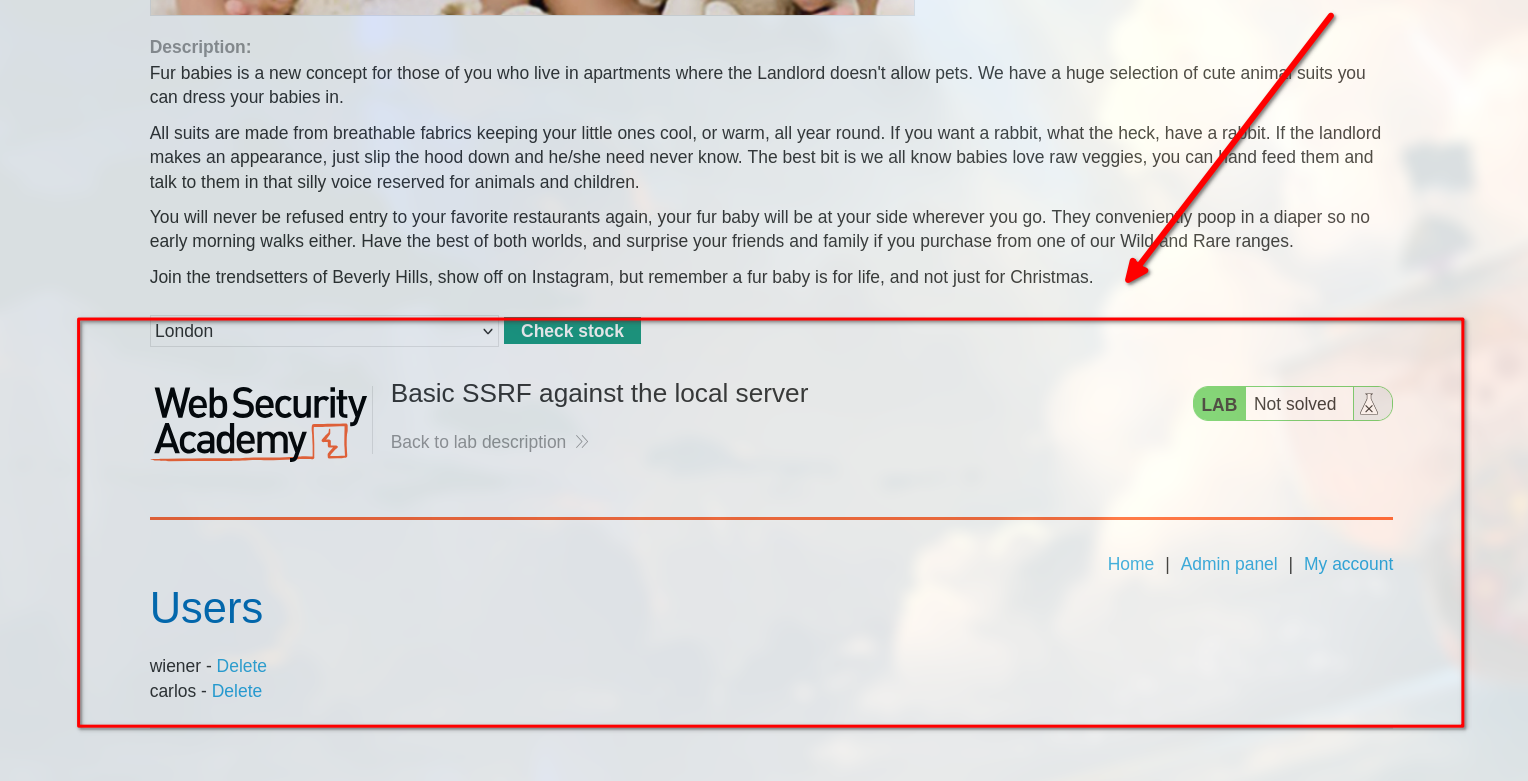 Description:
Fur babies is a new concept for those of you who live in apartments where the Landlord doesn't allow pets. We have a huge selection of cute animal suits you
can dress your babies in.
All suits are made from breathable fabrics keeping your little ones cool, or warm, all year round. If you want a rabbit, what the heck, have a rabbit. If the landlord
makes an appearance, just slip the hood down and he/she need never know. The best bit is we all know babies love raw veggies, you can hand feed them and
talk to them in that silly voice reserved for animals and children.
You will never be refused entry to your favorite restaurants again, your fur baby will be at your side wherever you go. They conveniently poop in a diaper so no
early morning walks either. Have the best of both worlds, and surprise your friends and family if you purchase from one of our Wild and Rare ranges.
Join the trendsetters of Beverly Hills, show off on Instagram, but remember a fur baby is for life, and not just for Christmas.
London Check stock
Web Security
Academy
Basic SSRF against the local server
Back to lab description
LAB Not solved
Home | Admin panel | My account
Users
wiener - Delete
carlos - Delete